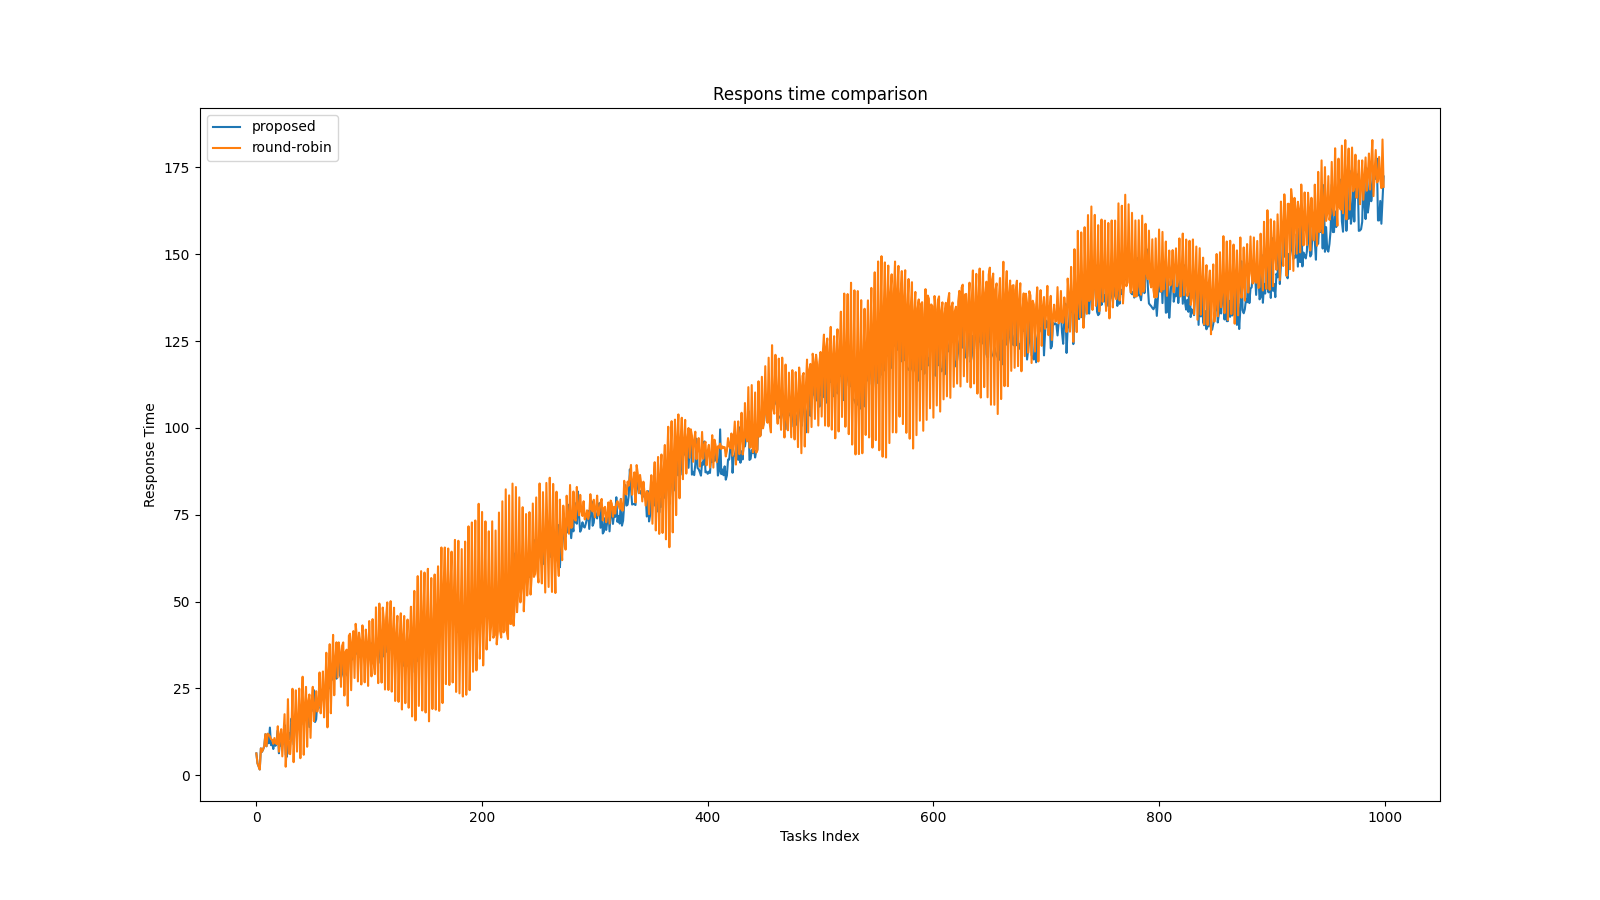 Respons time comparison
proposed
round-robin
175
150
125
100
75
50
25
0
Response Time
0 200 400 600 800 1000
Tasks Index